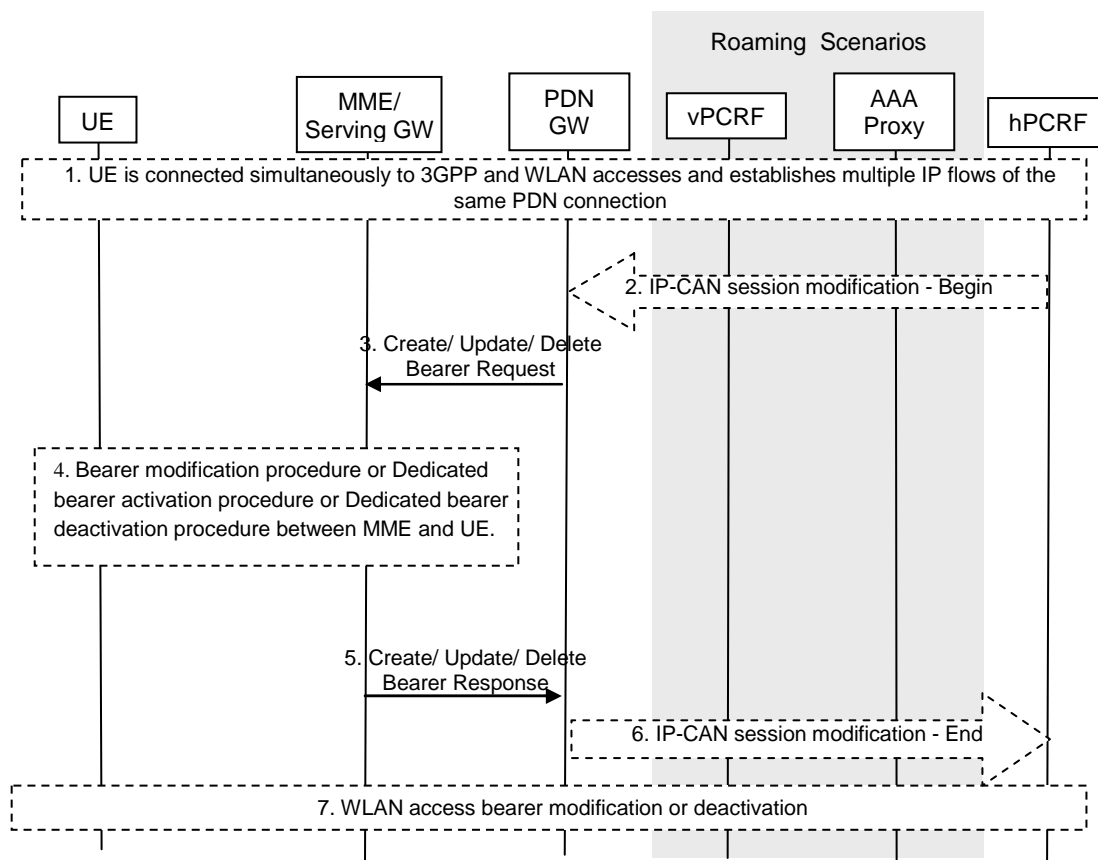 Roaming Scenarios
UE
MME/
Serving GW
PDN
GW
vPCRF
AAA
Proxy
hPCRF
1. UE is connected simultaneously to 3GPP and WLAN accesses and establishes multiple IP flows of the
same PDN connection
2. IP-CAN session modification - Begin
3. Create/ Update/ Delete
Bearer Request
4. Bearer modification procedure or Dedicated
bearer activation procedure or Dedicated bearer
deactivation procedure between MME and UE.
5. Create/ Update/ Delete
Bearer Response
6. IP-CAN session modification - End
7. WLAN access bearer modification or deactivation